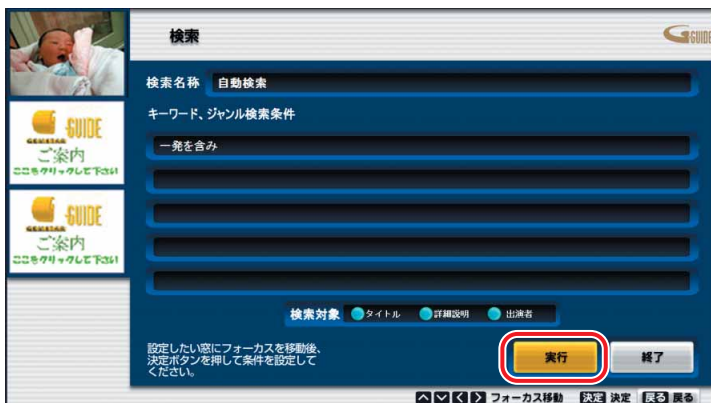 検索
GGUIDE
検索名称 自動検索
キーワード、ジャンル検索条件
一発を含み
GUIDE
GEMSTAR
ご案内
ここをクリックして下さい
GUIDE
GEMSTAR
ご案内
ここをクリックして下さい
検索対象 タイトル 詳細説明 出演者
設定したい窓にフォーカスを移動後、
決定ボタンを押して条件を設定して
ください。
実行 終了
フォーカス移動 決定 決定 戻る 戻る